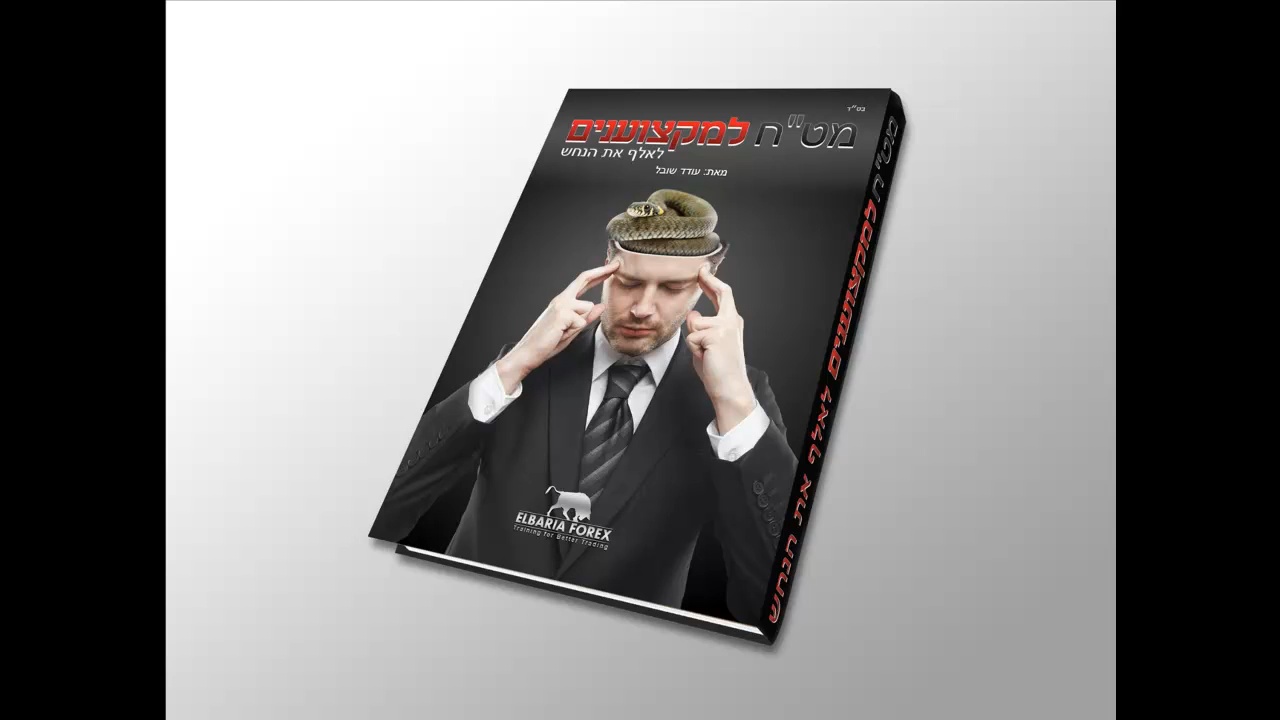 בס״ד
מט"ח למקצוענים
לאלף את הנחש
מאת: עודד שובל
ELBARIA FOREX
Training for Better Trading
מט"ח למקצוענים לאלף את הנחש